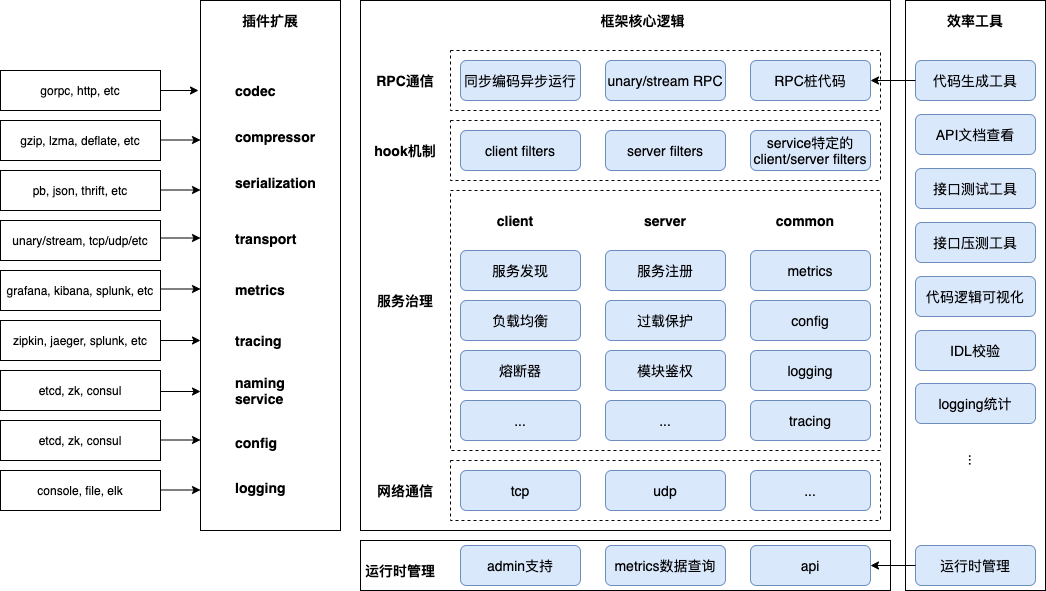 插件扩展
框架核心逻辑
效率工具
gorpc, http, etc
gzip, lzma, deflate, etc
pb, json, thrift, etc
unary/stream, tcp/udp/etc
grafana, kibana, splunk, etc
zipkin, jaeger, splunk, etc
etcd, zk, consul
etcd, zk, consul
console, file, elk
codec
compressor
serialization
transport
metrics
tracing
naming
service
config
logging
RPC通信
同步编码异步运行
unary/stream RPC
RPC桩代码
hook机制
client filters
server filters
service特定的
client/server filters
服务治理
client
server
common
服务发现
服务注册
metrics
负载均衡
过载保护
config
熔断器
模块鉴权
logging
...
...
tracing
网络通信
tcp
udp
...
运行时管理
admin支持
metrics数据查询
api
代码生成工具
API文档查看
接口测试工具
接口压测工具
代码逻辑可视化
IDL校验
logging统计
...
运行时管理